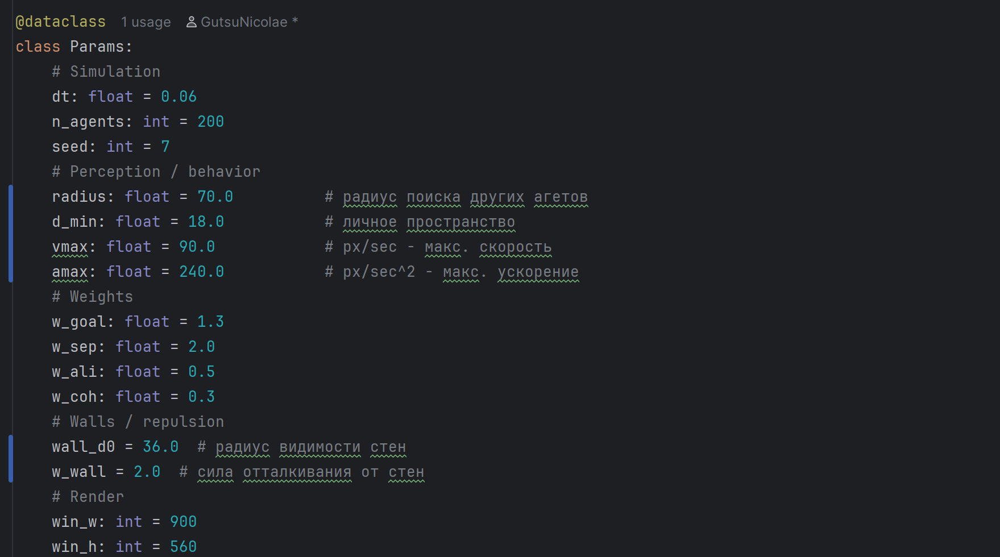 @dataclass 1 usage GutsuNicolae *
class Params:
    # Simulation
    dt: float = 0.06
    n_agents: int = 200
    seed: int = 7
    # Perception / behavior
    radius: float = 70.0          # радиус поиска других агетов
    d_min: float = 18.0           # личное пространство
    vmax: float = 90.0            # px/sec - макс. скорость
    amax: float = 240.0           # px/sec^2 - макс. ускорение
    # Weights
    w_goal: float = 1.3
    w_sep: float = 2.0
    w_ali: float = 0.5
    w_coh: float = 0.3
    # Walls / repulsion
    wall_d0 = 36.0  # радиус видимости стен
    w_wall = 2.0  # сила отталкивания от стен
    # Render
    win_w: int = 900
    win_h: int = 560